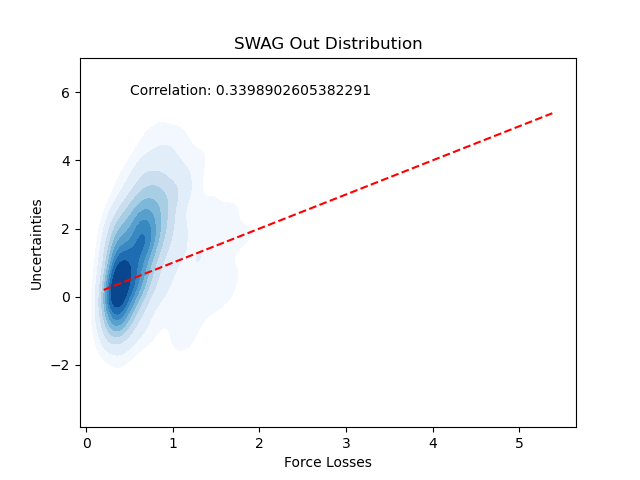 SWAG Out Distribution
Correlation: 0.3398902605382291
Uncertainties
6
4
2
0
−2
0 1 2 3 4 5
Force Losses